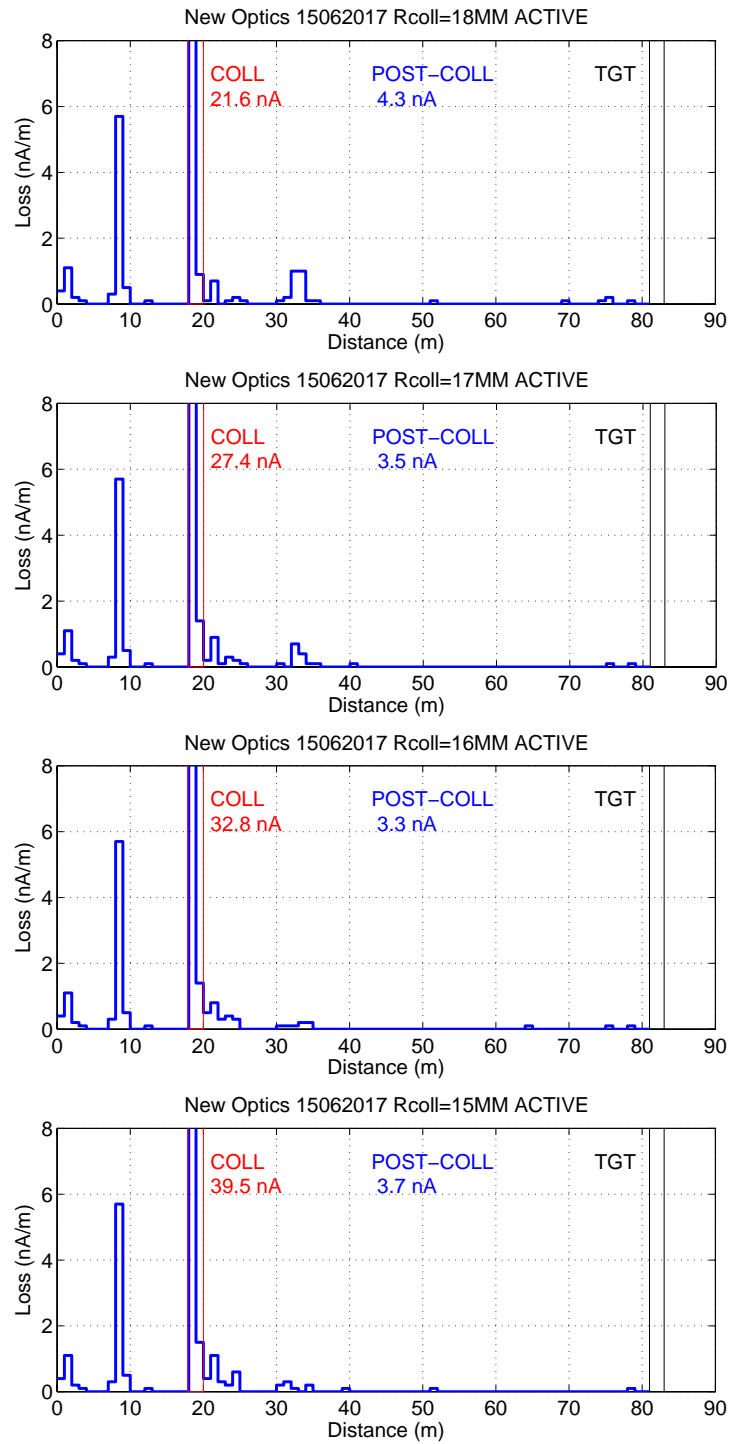 New Optics 15062017 Rcoll=18MM ACTIVE
8
COLL POST−COLL TGT
21.6 nA 4.3 nA
6
Loss (nA/m)
4
2
0
0 10 20 30 40 50 60 70 80 90
Distance (m)
New Optics 15062017 Rcoll=17MM ACTIVE
8
COLL POST−COLL TGT
27.4 nA 3.5 nA
6
Loss (nA/m)
4
2
0
0 10 20 30 40 50 60 70 80 90
Distance (m)
New Optics 15062017 Rcoll=16MM ACTIVE
8
COLL POST−COLL TGT
32.8 nA 3.3 nA
6
Loss (nA/m)
4
2
0
0 10 20 30 40 50 60 70 80 90
Distance (m)
New Optics 15062017 Rcoll=15MM ACTIVE
8
COLL POST−COLL TGT
39.5 nA 3.7 nA
6
Loss (nA/m)
4
2
0
0 10 20 30 40 50 60 70 80 90
Distance (m)